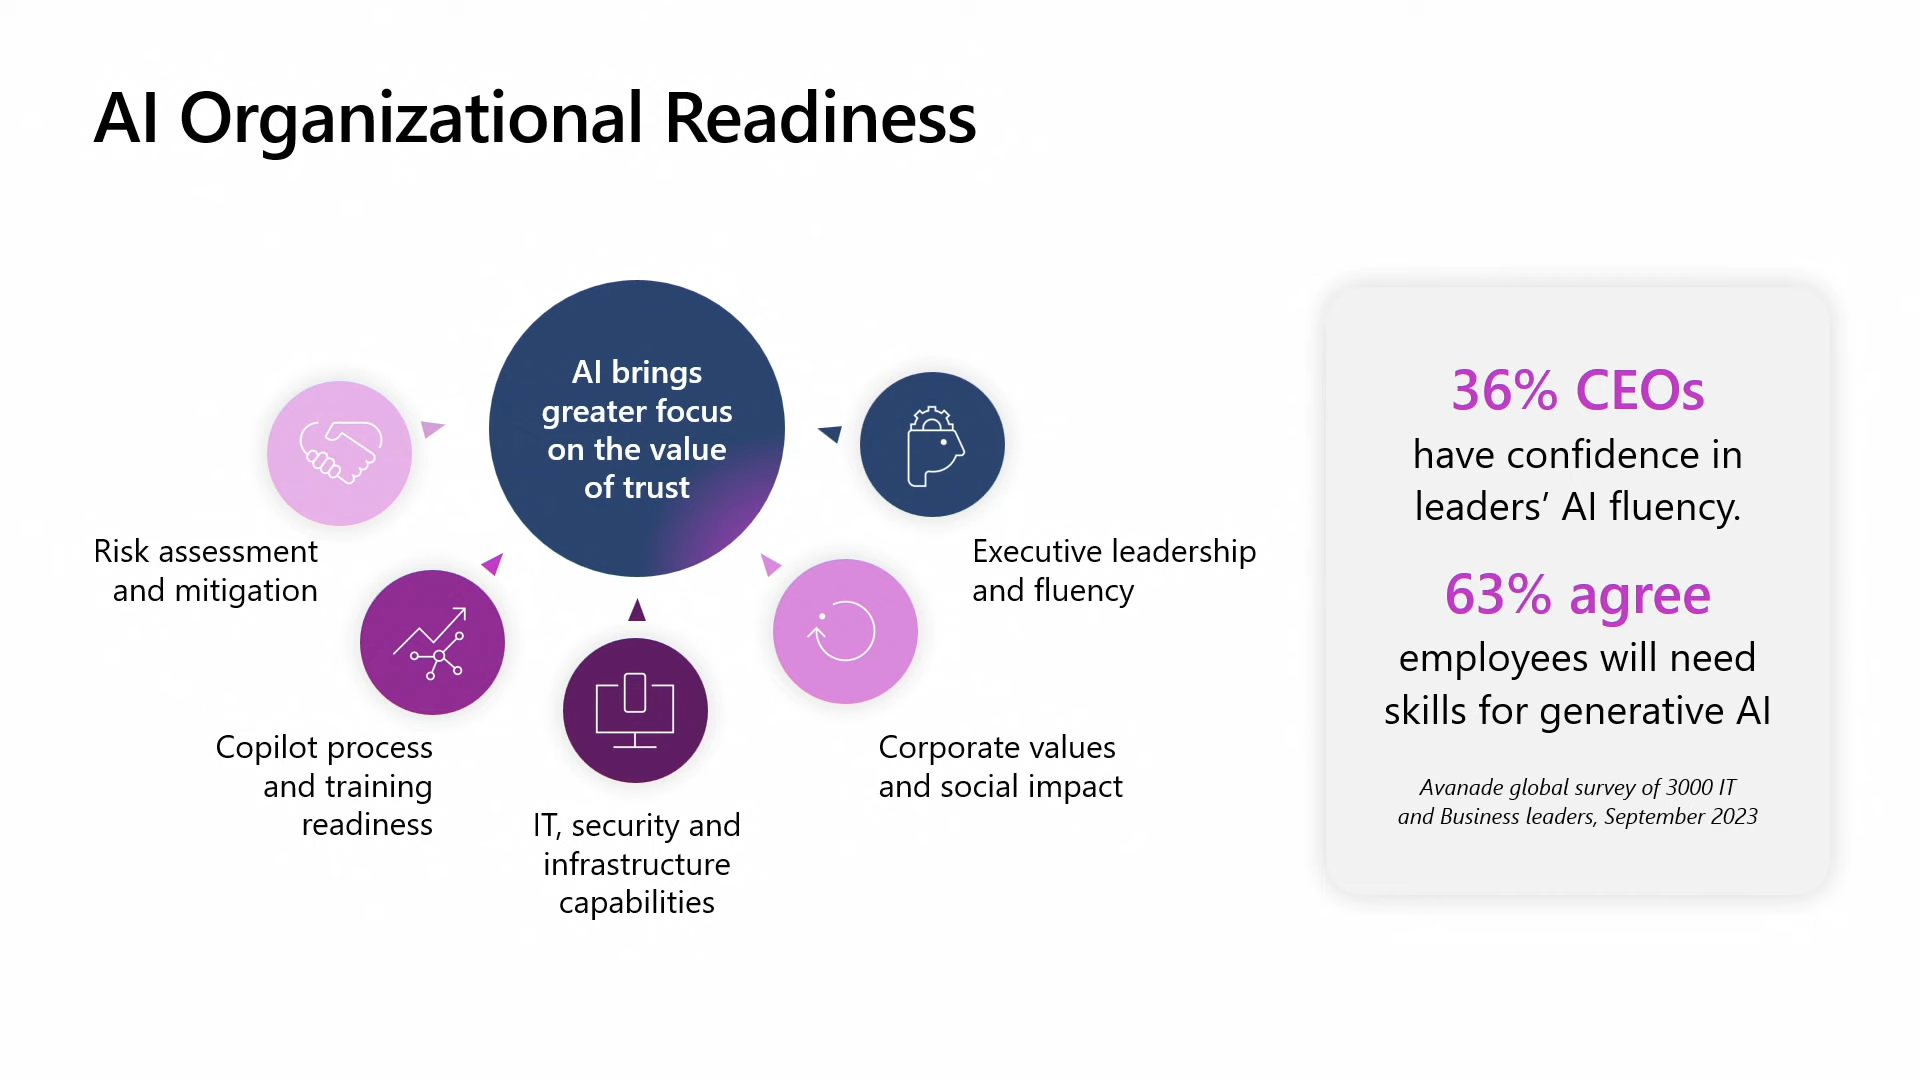 AI Organizational Readiness
AI brings
greater focus
on the value
of trust
Risk assessment
and mitigation
Copilot process
and training
readiness
IT, security and
infrastructure
capabilities
Corporate values
and social impact
Executive leadership
and fluency
36% CEOs
have confidence in
leaders’ AI fluency.
63% agree
employees will need
skills for generative AI
Avanade global survey of 3000 IT
and Business leaders, September 2023